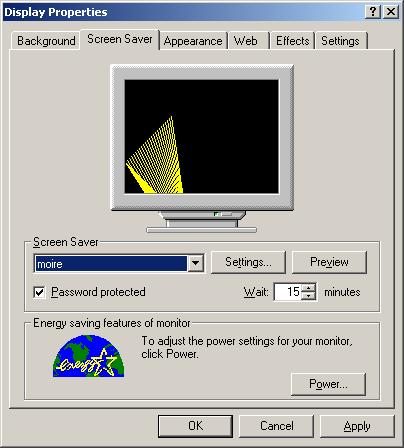 Display Properties
Background Screen Saver Appearance Web Effects Settings
Screen Saver
moire Settings... Preview
Password protected Wait: 15 minutes
Energy saving features of monitor
To adjust the power settings for your monitor,
click Power.
energy
Power...
OK Cancel Apply